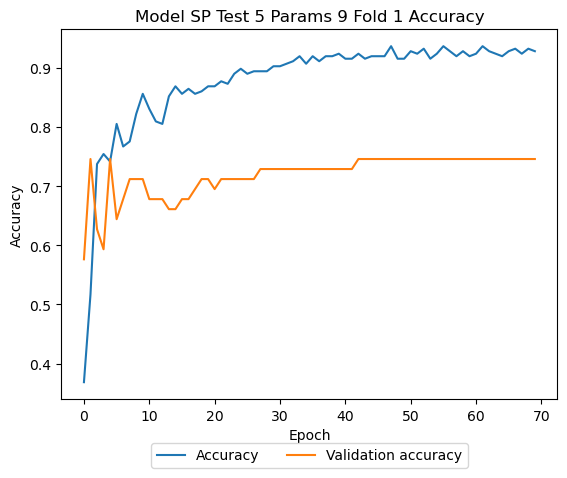 Model SP Test 5 Params 9 Fold 1 Accuracy
0.9
0.8
0.7
0.6
0.5
0.4
Accuracy
0 10 20 30 40 50 60 70
Epoch
Accuracy Validation accuracy